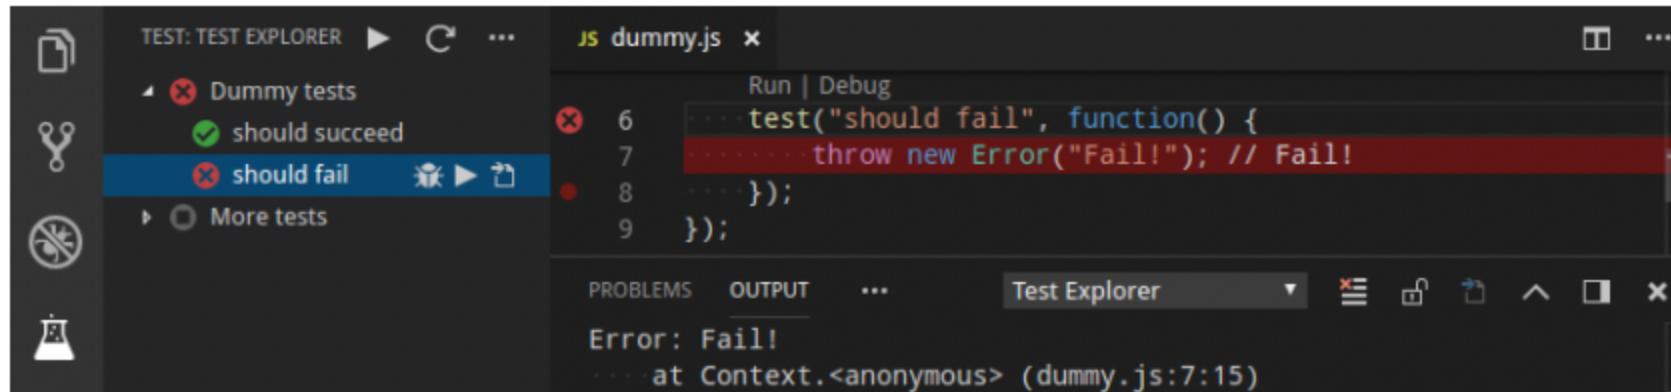 TEST: TEST EXPLORER
Dummy tests
should succeed
should fail
More tests
JS dummy.js
Run | Debug
6 test("should fail", function() {
7 throw new Error("Fail!"); // Fail!
8 });
9 });
PROBLEMS OUTPUT
Test Explorer
Error: Fail!
at Context.<anonymous> (dummy.js:7:15)